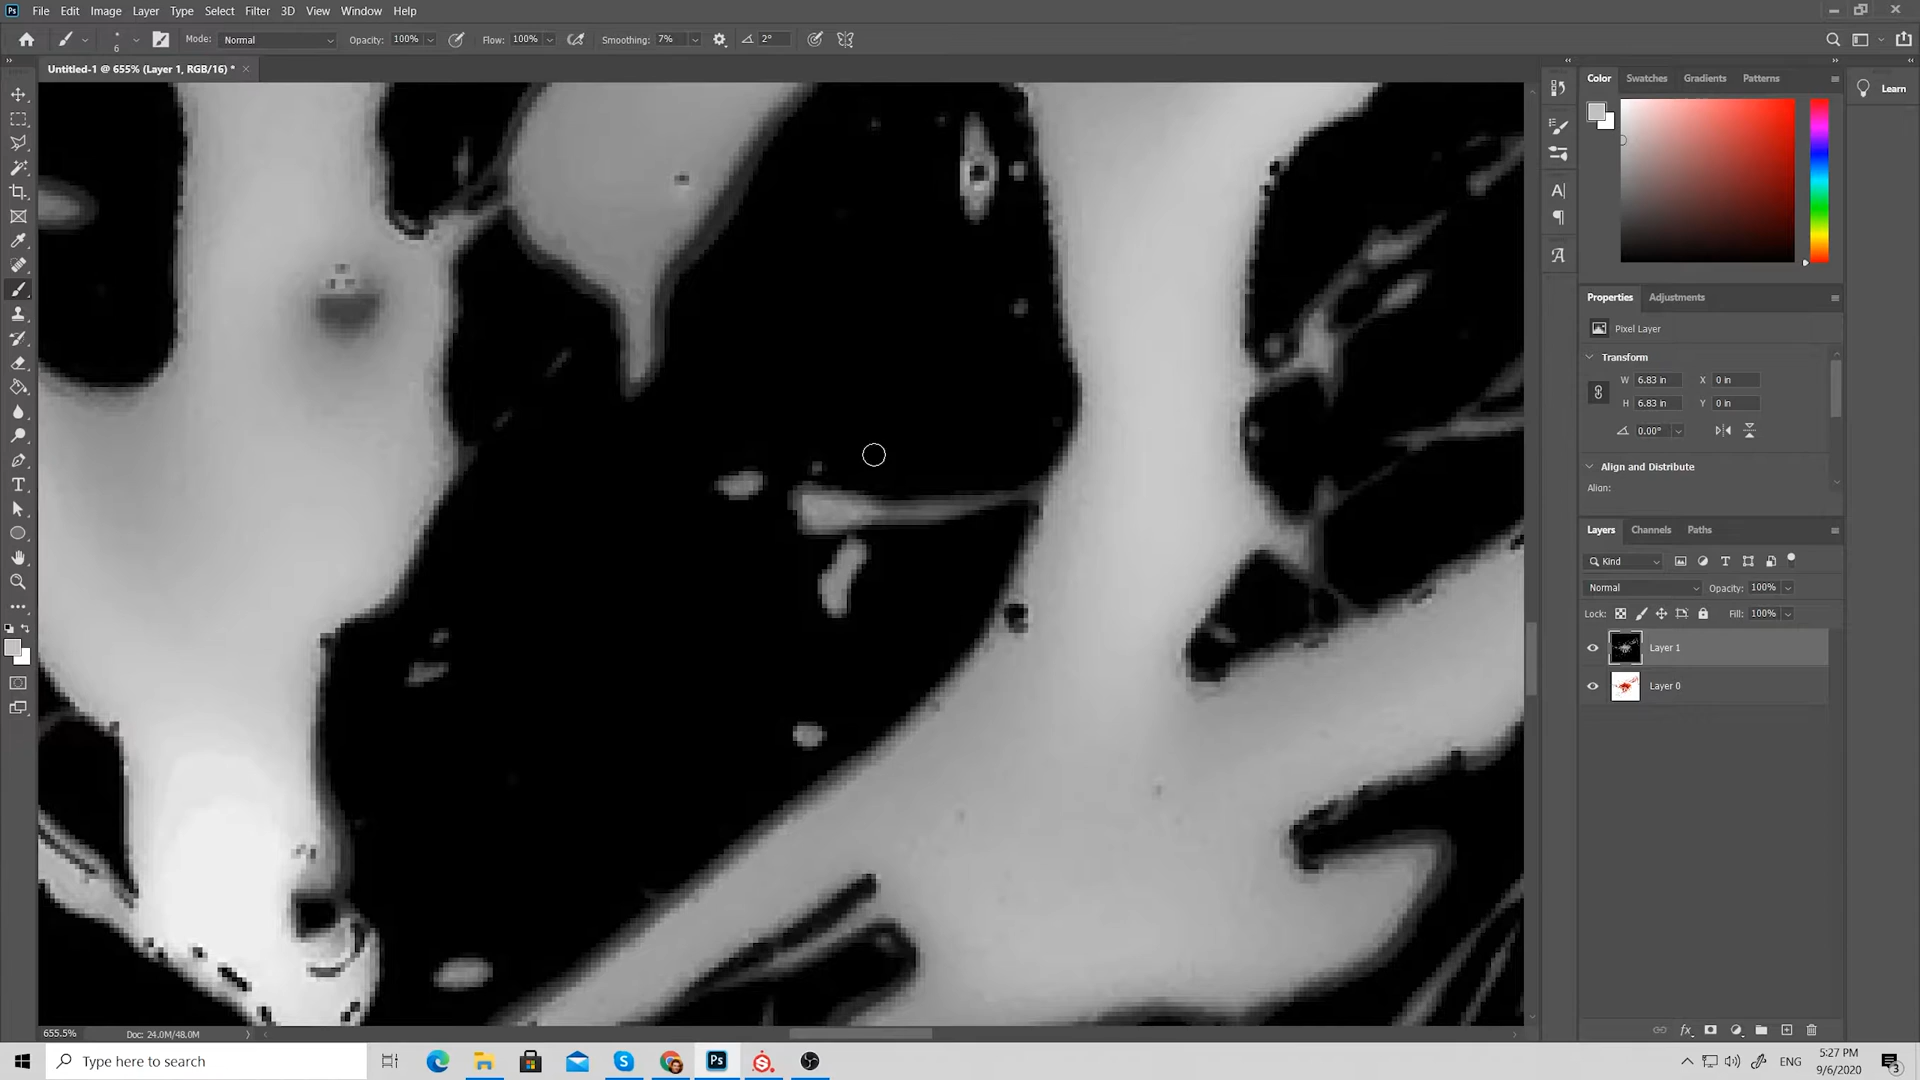 Ps File Edit Image Layer Type Select Filter 3D View Window Help
6 Mode: Normal Opacity: 100% Flow: 100% Smoothing: 7% 2°
Untitled-1 @ 655% (Layer 1, RGB/16) * ×
Color Swatches Gradients Patterns
Learn
Properties Adjustments
Pixel Layer
Transform
W 6.83 in X 0 in
H 6.83 in Y 0 in
0.00°
Align and Distribute
Align:
Layers Channels Paths
Kind
Normal Opacity: 100%
Lock: Fill: 100%
Layer 1
Layer 0
655.5% Doc: 24.0M/48.0M
Type here to search
Ps
ENG
5:27 PM
9/6/2020
3